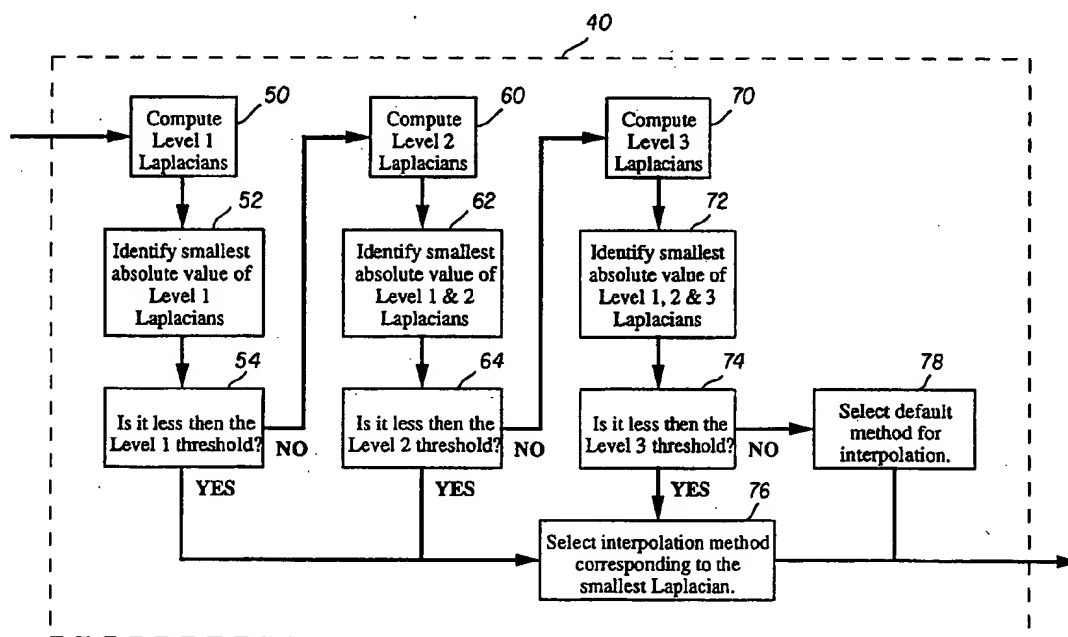 40
50
Compute
Level 1
Laplacians
60
Compute
Level 2
Laplacians
70
Compute
Level 3
Laplacians
52
Identify smallest
absolute value of
Level 1
Laplacians
62
Identify smallest
absolute value of
Level 1 & 2
Laplacians
72
Identify smallest
absolute value of
Level 1, 2 & 3
Laplacians
54
Is it less then the
Level 1 threshold?
NO
YES
64
Is it less then the
Level 2 threshold?
NO
YES
74
Is it less then the
Level 3 threshold?
NO
YES
78
Select default
method for
interpolation.
76
Select interpolation method
corresponding to the
smallest Laplacian.